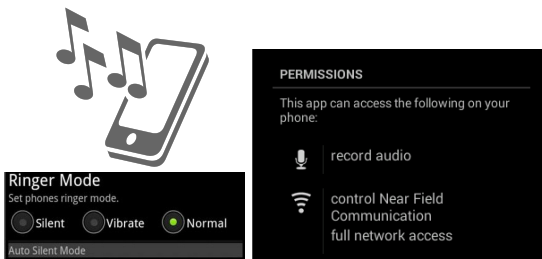 Ringer Mode
Set phones ringer mode.
Silent Vibrate Normal
Auto Silent Mode
PERMISSIONS
This app can access the following on your
phone:
record audio
control Near Field
Communication
full network access